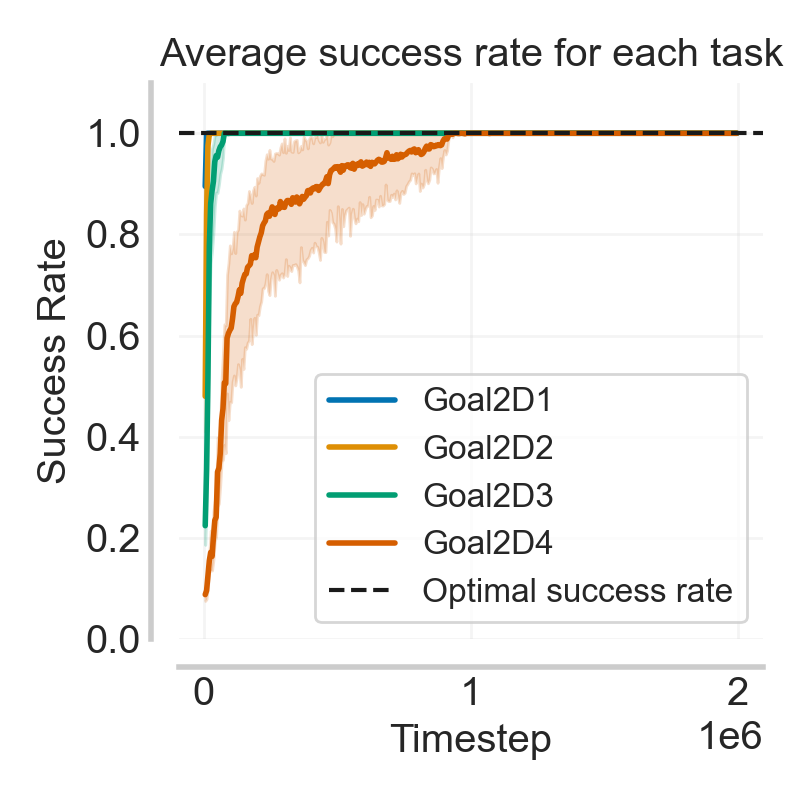 Average success rate for each task
Success Rate
1.0
0.8
0.6
0.4
0.2
0.0
Goal2D1
Goal2D2
Goal2D3
Goal2D4
Optimal success rate
0 1 2
Timestep
1e6